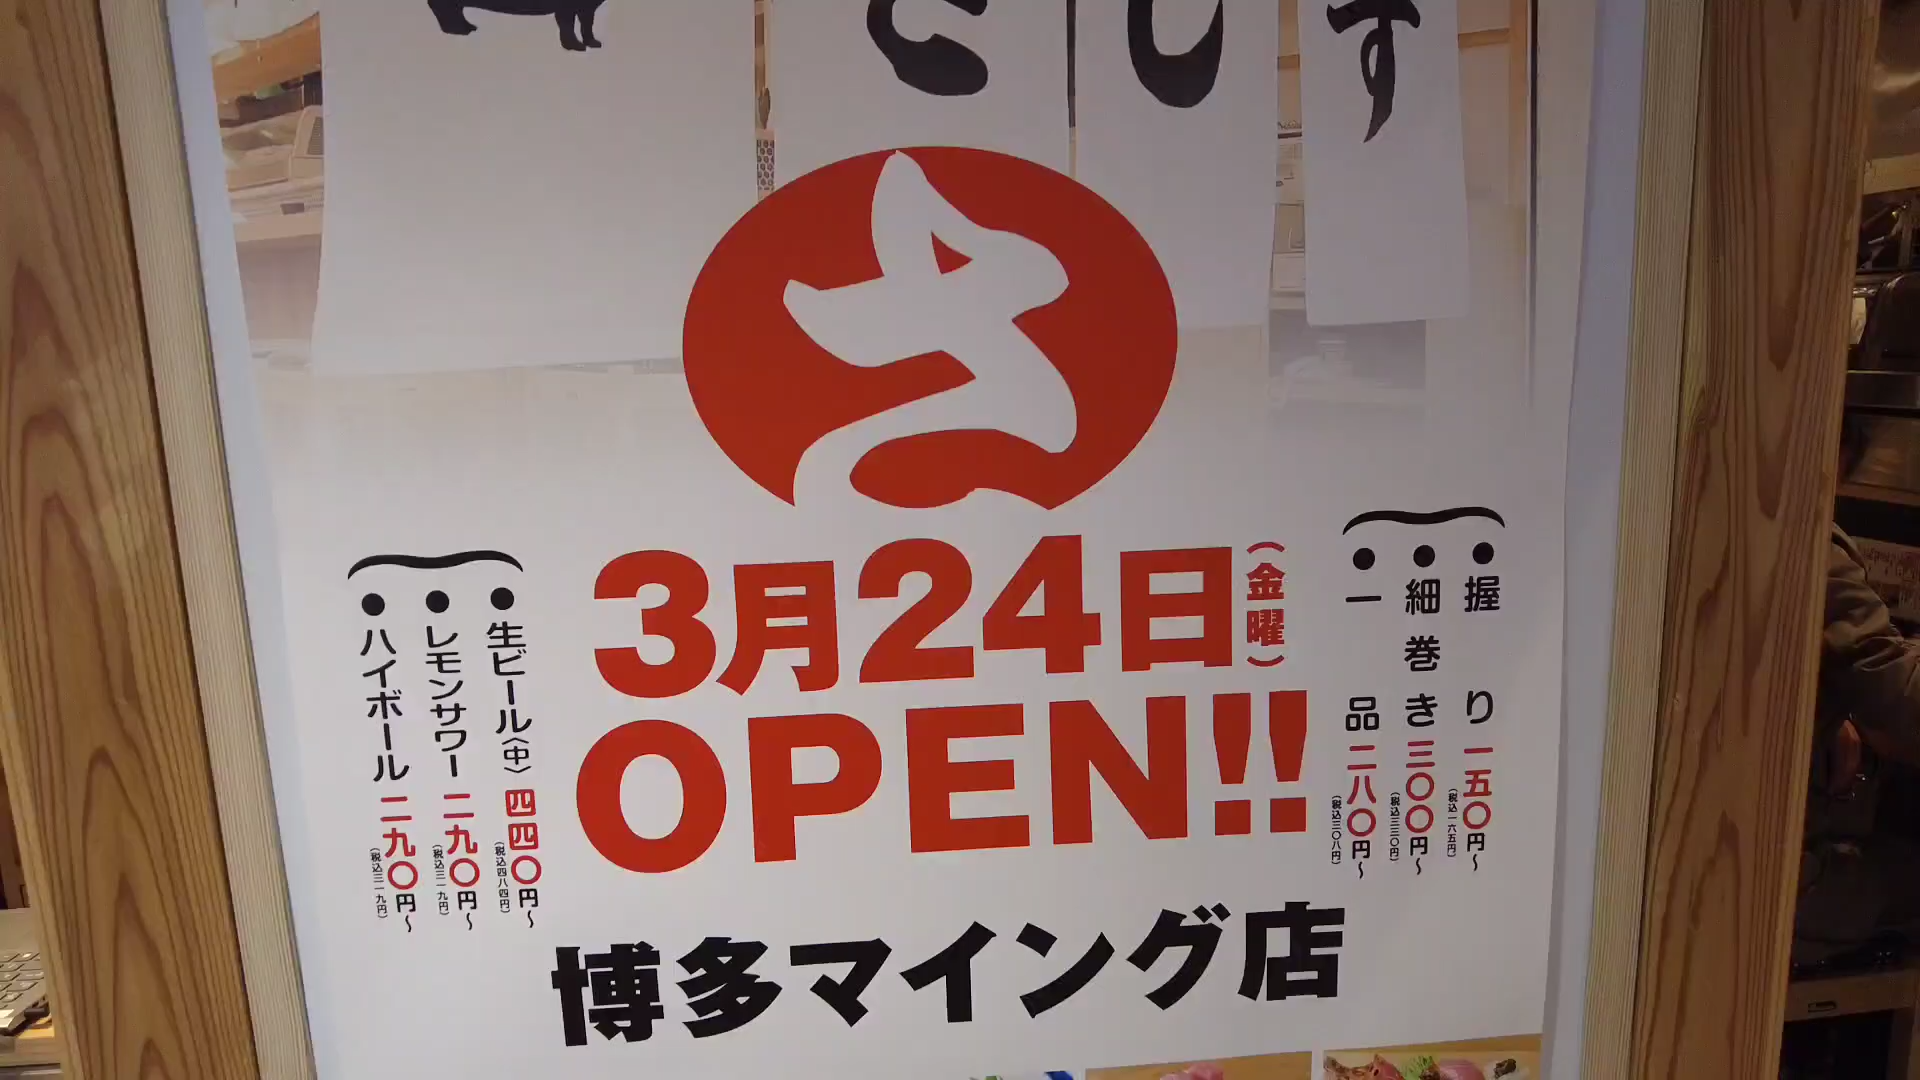 すし
3月24日(金曜)
OPEN!!
博多マイング店
・握り 一五〇円～
(税込一六五円)
・細巻き 三〇〇円～
(税込三三〇円)
・一品 二八〇円～
(税込三〇八円)
・生ビール〈中〉 四四〇円～
(税込四八四円)
・レモンサワー 二九〇円～
(税込三一九円)
・ハイボール 二九〇円～
(税込三一九円)